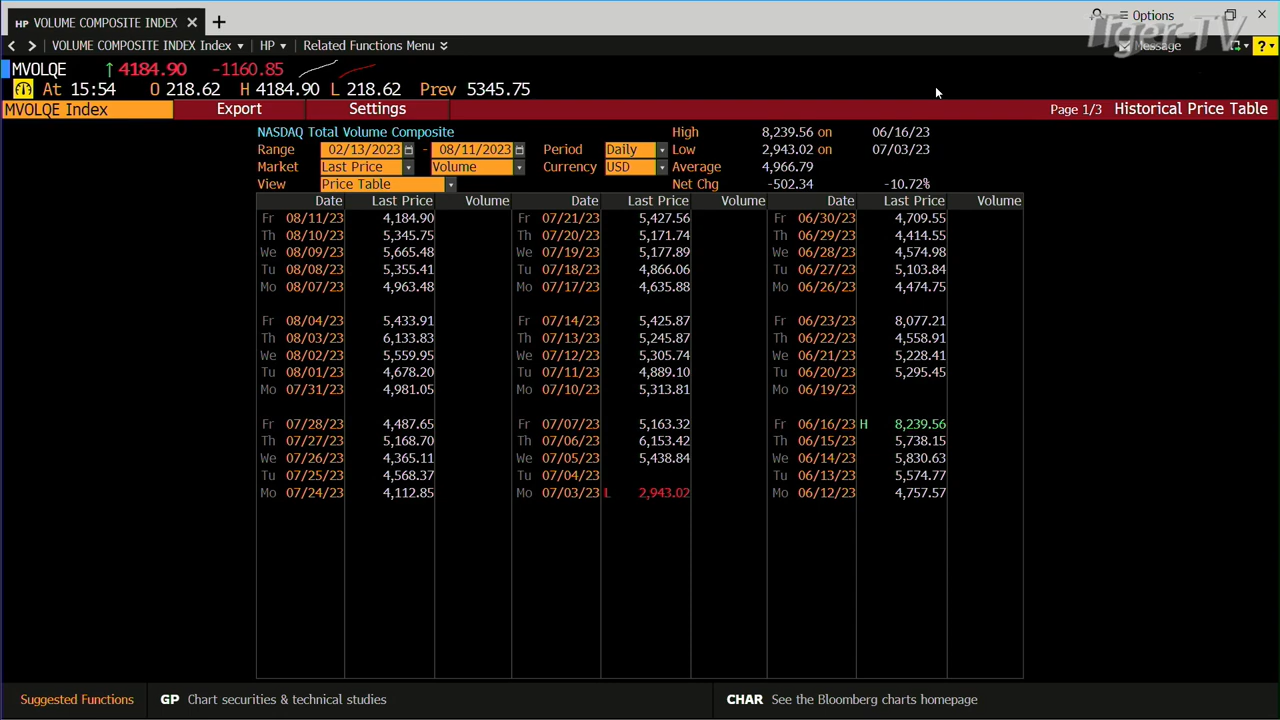 HP VOLUME COMPOSITE INDEX ✕ +
Options
Tiger-TV
< > VOLUME COMPOSITE INDEX Index HP Related Functions Menu
Message
?
MVOLQE ↑ 4184.90 -1160.85
At 15:54 O 218.62 H 4184.90 L 218.62 Prev 5345.75
MVOLQE Index Export Settings Page 1/3 Historical Price Table
NASDAQ Total Volume Composite High 8,239.56 on 06/16/23
Range 02/13/2023 - 08/11/2023 Period Daily Low 2,943.02 on 07/03/23
Market Last Price Volume Currency USD Average 4,966.79
View Price Table Net Chg -502.34 -10.72%
Date Last Price Volume Date Last Price Volume Date Last Price Volume
Fr 08/11/23 4,184.90 Fr 07/21/23 5,427.56 Fr 06/30/23 4,709.55
Th 08/10/23 5,345.75 Th 07/20/23 5,171.74 Th 06/29/23 4,414.55
We 08/09/23 5,665.48 We 07/19/23 5,177.89 We 06/28/23 4,574.98
Tu 08/08/23 5,355.41 Tu 07/18/23 4,866.06 Tu 06/27/23 5,103.84
Mo 08/07/23 4,963.48 Mo 07/17/23 4,635.88 Mo 06/26/23 4,474.75
Fr 08/04/23 5,433.91 Fr 07/14/23 5,425.87 Fr 06/23/23 8,077.21
Th 08/03/23 6,133.83 Th 07/13/23 5,245.87 Th 06/22/23 4,558.91
We 08/02/23 5,559.95 We 07/12/23 5,305.74 We 06/21/23 5,228.41
Tu 08/01/23 4,678.20 Tu 07/11/23 4,889.10 Tu 06/20/23 5,295.45
Mo 07/31/23 4,981.05 Mo 07/10/23 5,313.81 Mo 06/19/23
Fr 07/28/23 4,487.65 Fr 07/07/23 5,163.32 Fr 06/16/23 H 8,239.56
Th 07/27/23 5,168.70 Th 07/06/23 6,153.42 Th 06/15/23 5,738.15
We 07/26/23 4,365.11 We 07/05/23 5,438.84 We 06/14/23 5,830.63
Tu 07/25/23 4,568.37 Tu 07/04/23 Tu 06/13/23 5,574.77
Mo 07/24/23 4,112.85 Mo 07/03/23 L 2,943.02 Mo 06/12/23 4,757.57
Suggested Functions GP Chart securities & technical studies CHAR See the Bloomberg charts homepage